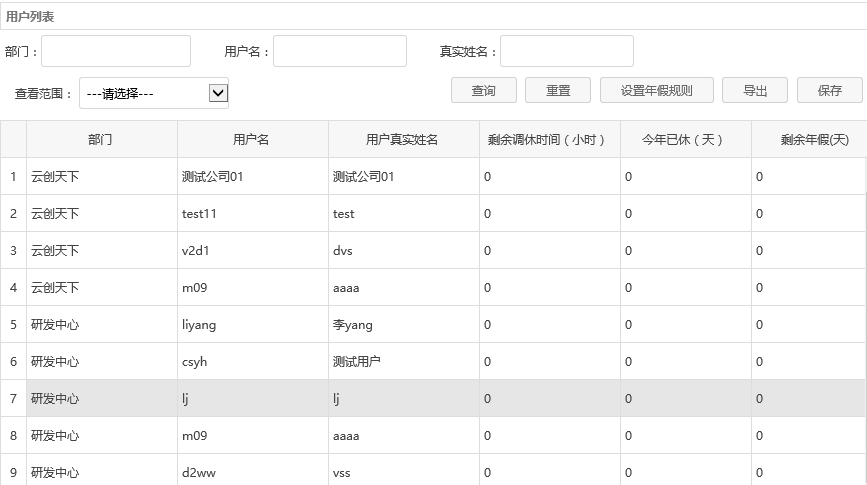 用户列表
部门： 用户名： 真实姓名：
查看范围： ---请选择--- 查询 重置 设置年假规则 导出 保存
部门 用户名 用户真实姓名 剩余调休时间（小时） 今年已休（天） 剩余年假(天)
1 云创天下 测试公司01 测试公司01 0 0 0
2 云创天下 test11 test 0 0 0
3 云创天下 v2d1 dvs 0 0 0
4 云创天下 m09 aaaa 0 0 0
5 研发中心 liyang 李yang 0 0 0
6 研发中心 csyh 测试用户 0 0 0
7 研发中心 lj lj 0 0 0
8 研发中心 m09 aaaa 0 0 0
9 研发中心 d2ww vss 0 0 0